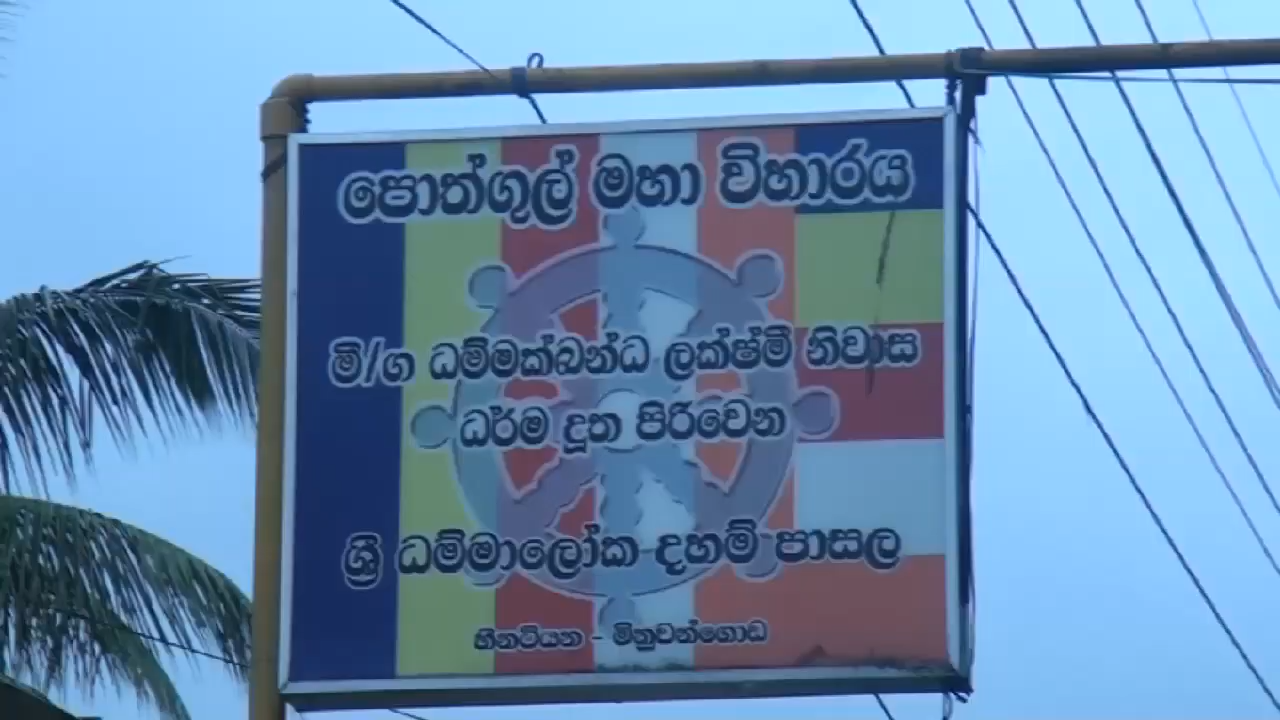 පොත්ගුල් මහා විහාරය
මි/ග ධම්මක්ඛන්ධ ලක්ෂ්මී නිවාස
ධර්ම දූත පිරිවෙන
ශ්‍රී ධම්මාලෝක දහම් පාසල
හීනටියන - මිනුවන්ගොඩ